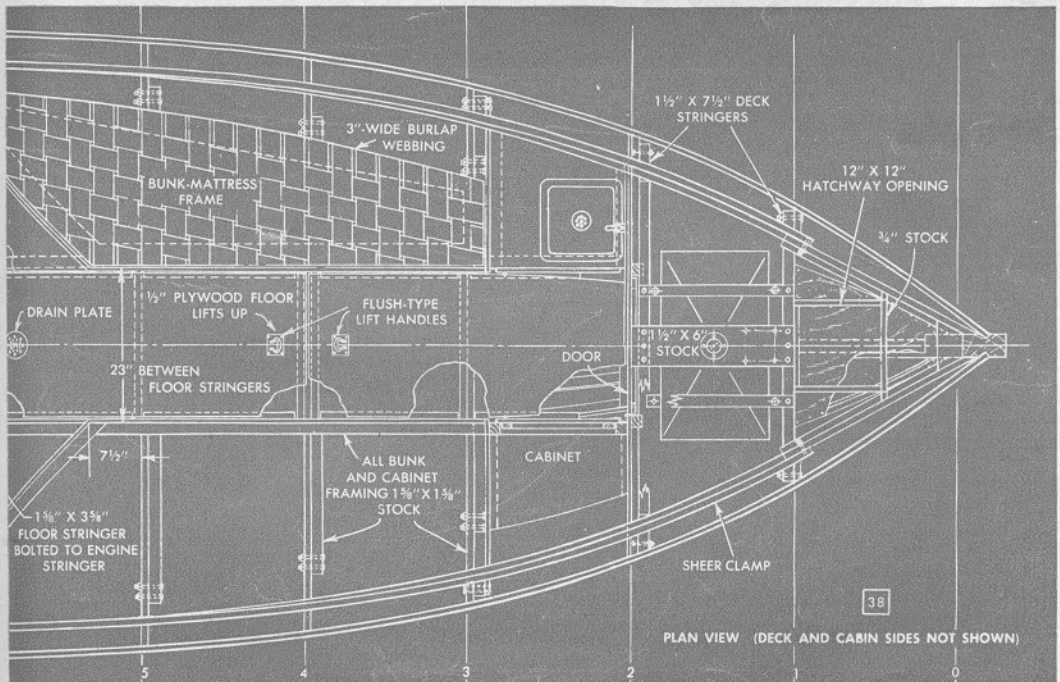 1½" X 7½" DECK
STRINGERS
3"-WIDE BURLAP
WEBBING
12" X 12"
HATCHWAY OPENING
BUNK-MATTRESS
FRAME
¾" STOCK
½" PLYWOOD FLOOR
LIFTS UP
FLUSH-TYPE
LIFT HANDLES
DRAIN PLATE
1½" X 6"
STOCK
DOOR
23" BETWEEN
FLOOR STRINGERS
7½"
ALL BUNK
AND CABINET
FRAMING 1⅝" X 1⅝"
STOCK
CABINET
1⅝" X 3⅝"
FLOOR STRINGER
BOLTED TO ENGINE
STRINGER
SHEER CLAMP
38
PLAN VIEW (DECK AND CABIN SIDES NOT SHOWN)
5 4 3 2 1 0